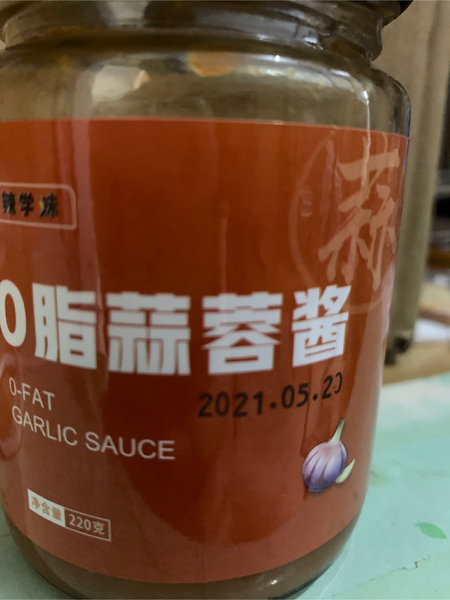 辣学味
蒜
0脂蒜蓉酱
0-FAT
GARLIC SAUCE
2021.05.20
净含量 220克